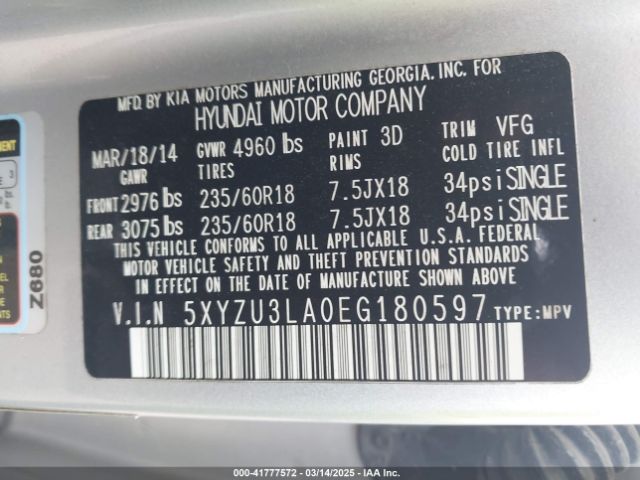 MFD. BY KIA MOTORS MANUFACTURING GEORGIA, INC. FOR
HYUNDAI MOTOR COMPANY
MAR/18/14 GVWR 4960 lbs PAINT 3D TRIM VFG
GAWR TIRES RIMS COLD TIRE INFL
FRONT 2976 lbs 235/60R18 7.5JX18 34psi SINGLE
REAR 3075 lbs 235/60R18 7.5JX18 34psi SINGLE
THIS VEHICLE CONFORMS TO ALL APPLICABLE U.S.A. FEDERAL
MOTOR VEHICLE SAFETY AND THEFT PREVENTION STANDARDS
IN EFFECT ON THE DATE OF MANUFACTURE SHOWN ABOVE.
V.I.N 5XYZU3LA0EG180597 TYPE:MPV
Z680
000-41777572 — 03/14/2025 — IAA Inc.